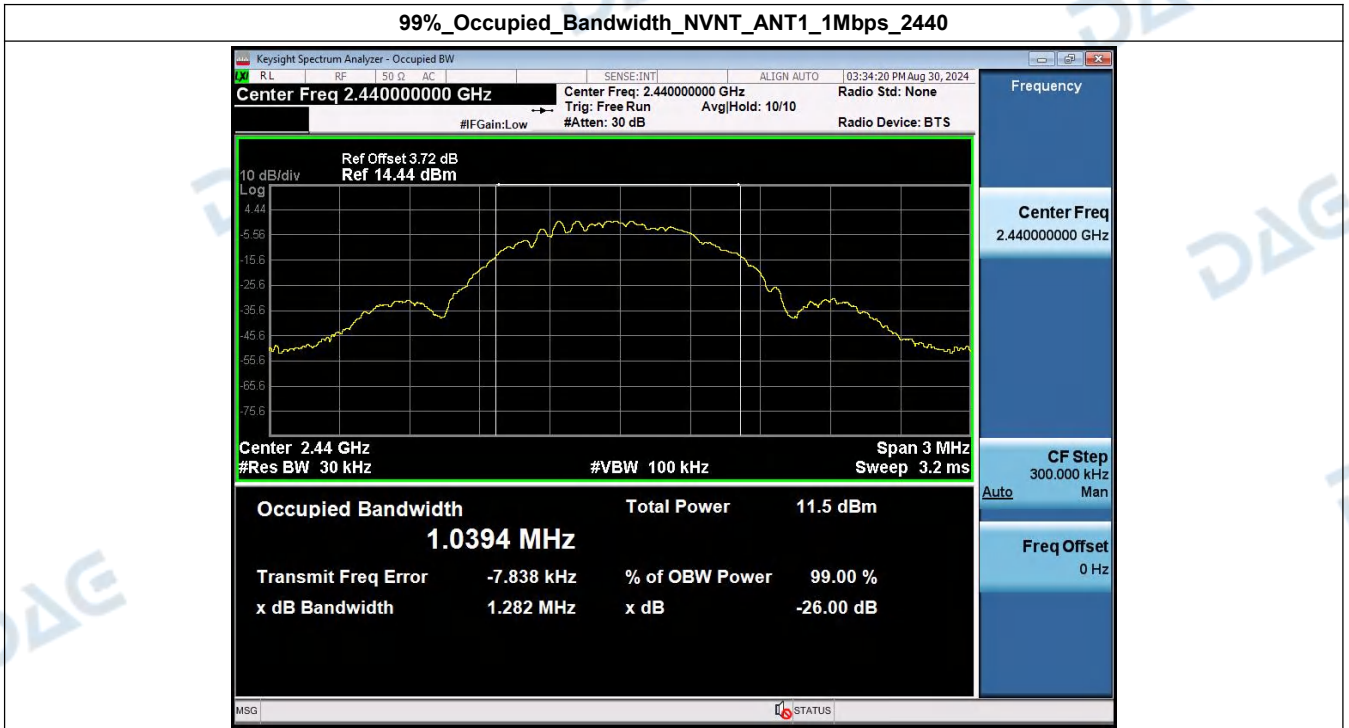 99%_Occupied_Bandwidth_NVNT_ANT1_1Mbps_2440
Keysight Spectrum Analyzer - Occupied BW
LXI RL RF 50 Ω AC SENSE:INT ALIGN AUTO 03:34:20 PM Aug 30, 2024
Center Freq 2.440000000 GHz
Center Freq: 2.440000000 GHz Radio Std: None
Trig: Free Run Avg|Hold: 10/10
#IFGain:Low #Atten: 30 dB Radio Device: BTS
Ref Offset 3.72 dB
10 dB/div Ref 14.44 dBm
Log
4.44
-5.56
-15.6
-25.6
-35.6
-45.6
-55.6
-65.6
-75.6
Center 2.44 GHz Span 3 MHz
#Res BW 30 kHz #VBW 100 kHz Sweep 3.2 ms
Occupied Bandwidth Total Power 11.5 dBm
1.0394 MHz
Transmit Freq Error -7.838 kHz % of OBW Power 99.00 %
x dB Bandwidth 1.282 MHz x dB -26.00 dB
Frequency
Center Freq
2.440000000 GHz
CF Step
300.000 kHz
Auto Man
Freq Offset
0 Hz
MSG STATUS
DAG
DAG
DAG